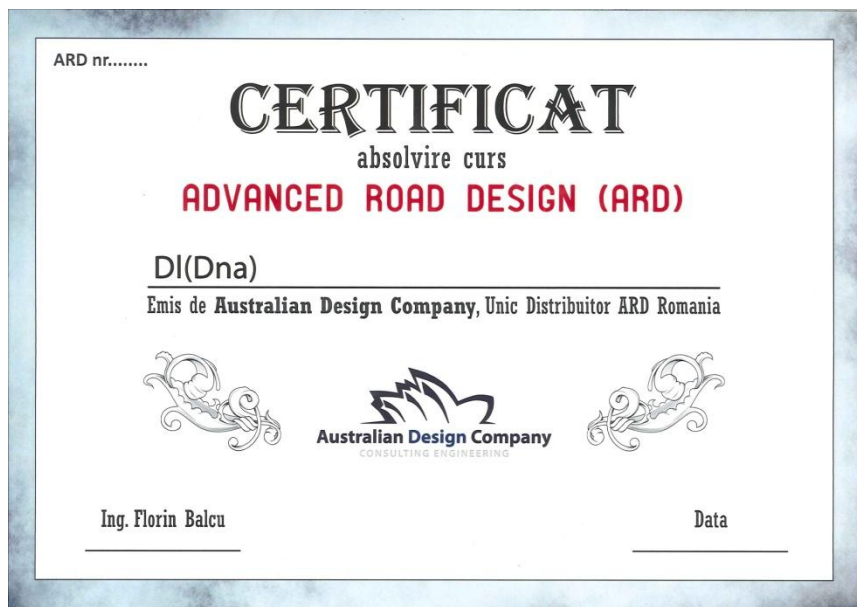 ARD nr........
CERTIFICAT
absolvire curs
ADVANCED ROAD DESIGN (ARD)
Dl(Dna)
Emis de Australian Design Company, Unic Distribuitor ARD Romania
Australian Design Company
CONSULTING ENGINEERING
Ing. Florin Balcu
Data